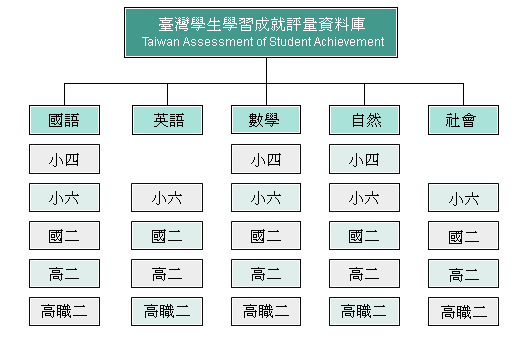 臺灣學生學習成就評量資料庫
Taiwan Assessment of Student Achievement
國語 英語 數學 自然 社會
小四 小四 小四
小六 小六 小六 小六 小六
國二 國二 國二 國二 國二
高二 高二 高二 高二 高二
高職二 高職二 高職二 高職二 高職二